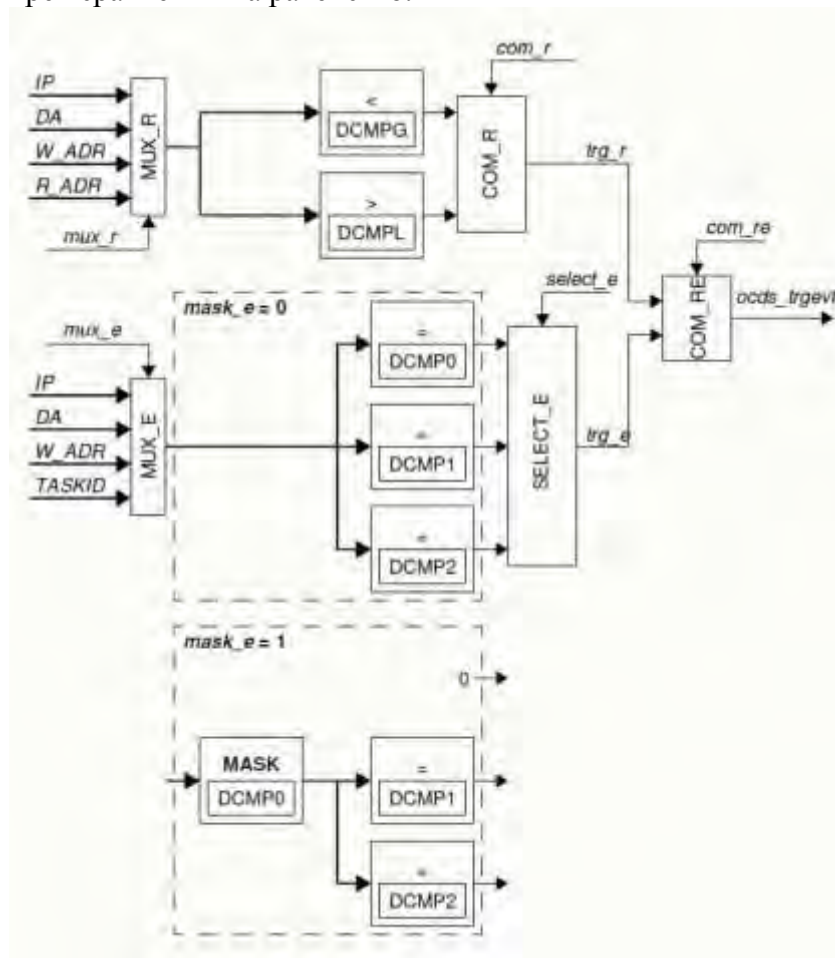 com_r
IP
DA
W_ADR
R_ADR
MUX_R
mux_r
<
DCMPG
>
DCMPL
COM_R
trg_r
com_re
COM_RE
ocds_trgevt
select_e
mask_e = 0
mux_e
IP
DA
W_ADR
TASKID
MUX_E
=
DCMP0
=
DCMP1
=
DCMP2
SELECT_E
trg_e
mask_e = 1
0
MASK
DCMP0
=
DCMP1
=
DCMP2